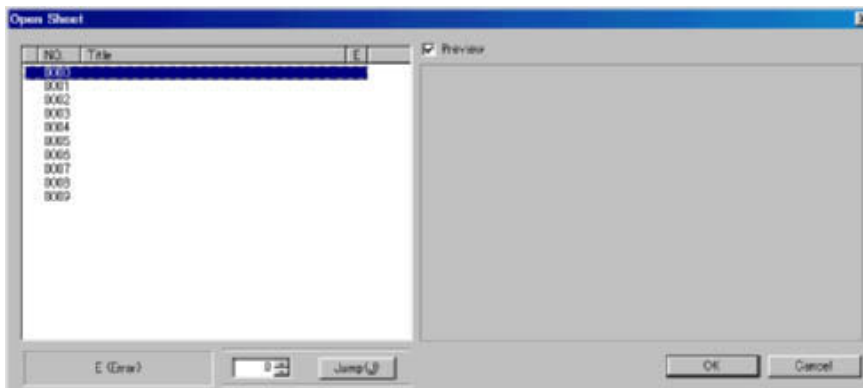 Open Sheet
NO. Title E
Preview
0000
0001
0002
0003
0004
0005
0006
0007
0008
0009
E (Error)
0
Jump(J)
OK
Cancel